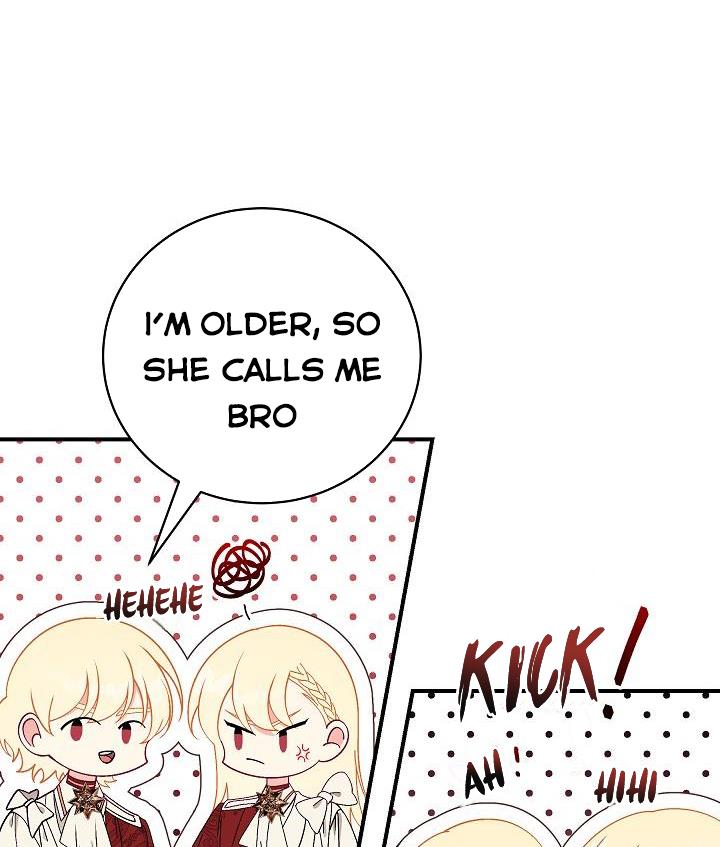 I'M OLDER, SO
SHE CALLS ME
BRO
HEHEHE
KICK!
AH!
HIHI